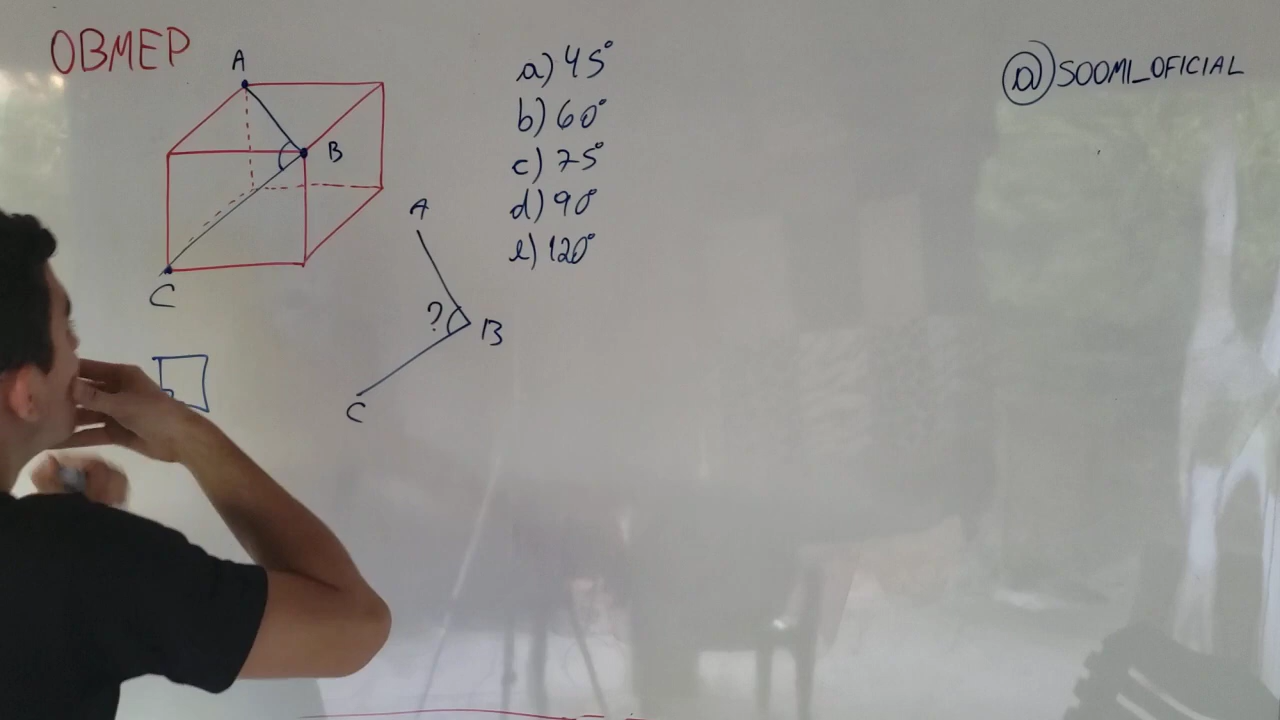 OBMEP
A
B
C
a) 45°
b) 60°
c) 75°
d) 90°
e) 120°
A
? B
C
@SOOMI_OFICIAL